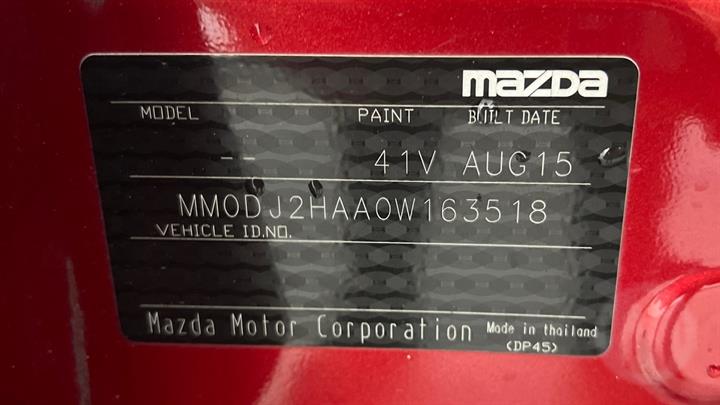 mazda
MODEL PAINT BUILT DATE
-- 41V AUG15
MM0DJ2HAA0W163518
VEHICLE ID.NO.
Mazda Motor Corporation Made in thailand
(DP45)